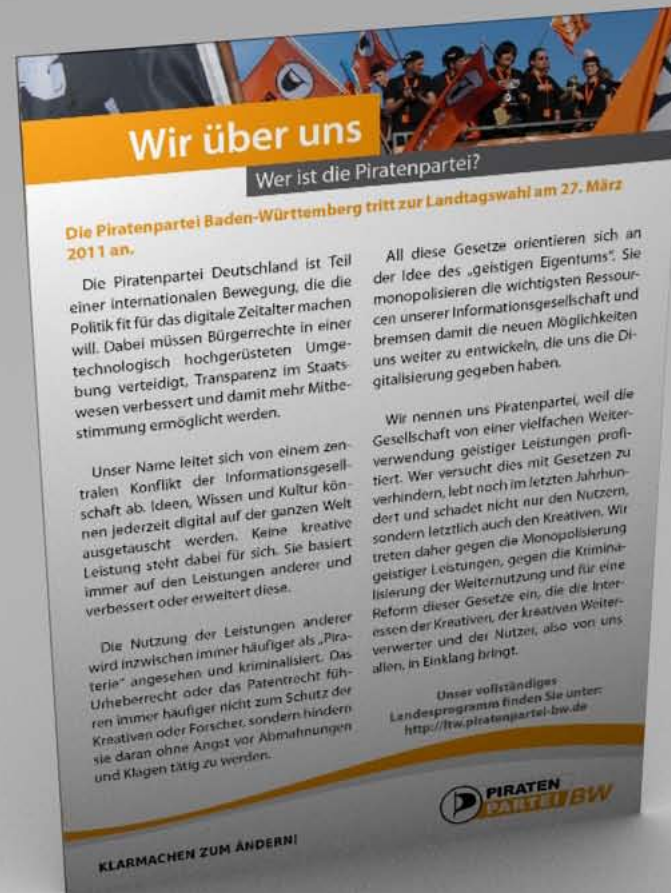 Wir über uns
Wer ist die Piratenpartei?
Die Piratenpartei Baden-Württemberg tritt zur Landtagswahl am 27. März
2011 an.
Die Piratenpartei Deutschland ist Teil
einer internationalen Bewegung, die die
Politik fit für das digitale Zeitalter machen
will. Dabei müssen Bürgerrechte in einer
technologisch hochgerüsteten Umge-
bung verteidigt, Transparenz im Staats-
wesen verbessert und damit mehr Mitbe-
stimmung ermöglicht werden.
Unser Name leitet sich von einem zen-
tralen Konflikt der Informationsgesell-
schaft ab. Ideen, Wissen und Kultur kön-
nen jederzeit digital auf der ganzen Welt
ausgetauscht werden. Keine kreative
Leistung steht dabei für sich. Sie basiert
immer auf den Leistungen anderer und
verbessert oder erweitert diese.
Die Nutzung der Leistungen anderer
wird inzwischen immer häufiger als „Pira-
terie" angesehen und kriminalisiert. Das
Urheberrecht oder das Patentrecht füh-
ren immer häufiger nicht zum Schutz der
Kreativen oder Forscher, sondern hindern
sie daran ohne Angst vor Abmahnungen
und Klagen tätig zu werden.
All diese Gesetze orientieren sich an
der Idee des „geistigen Eigentums". Sie
monopolisieren die wichtigsten Ressour-
cen unserer Informationsgesellschaft und
bremsen damit die neuen Möglichkeiten
uns weiter zu entwickeln, die uns die Di-
gitalisierung gegeben haben.
Wir nennen uns Piratenpartei, weil die
Gesellschaft von einer vielfachen Weiter-
verwendung geistiger Leistungen profi-
tiert. Wer versucht dies mit Gesetzen zu
verhindern, lebt noch im letzten Jahrhun-
dert und schadet nicht nur den Nutzern,
sondern letztlich auch den Kreativen. Wir
treten daher gegen die Monopolisierung
geistiger Leistungen, gegen die Krimina-
lisierung der Weiternutzung und für eine
Reform dieser Gesetze ein, die die Inter-
essen der Kreativen, der kreativen Weiter-
verwerter und der Nutzer, also von uns
allen, in Einklang bringt.
Unser vollständiges
Landesprogramm finden Sie unter:
http://ltw.piratenpartei-bw.de
PIRATEN
PARTEI BW
KLARMACHEN ZUM ÄNDERN!